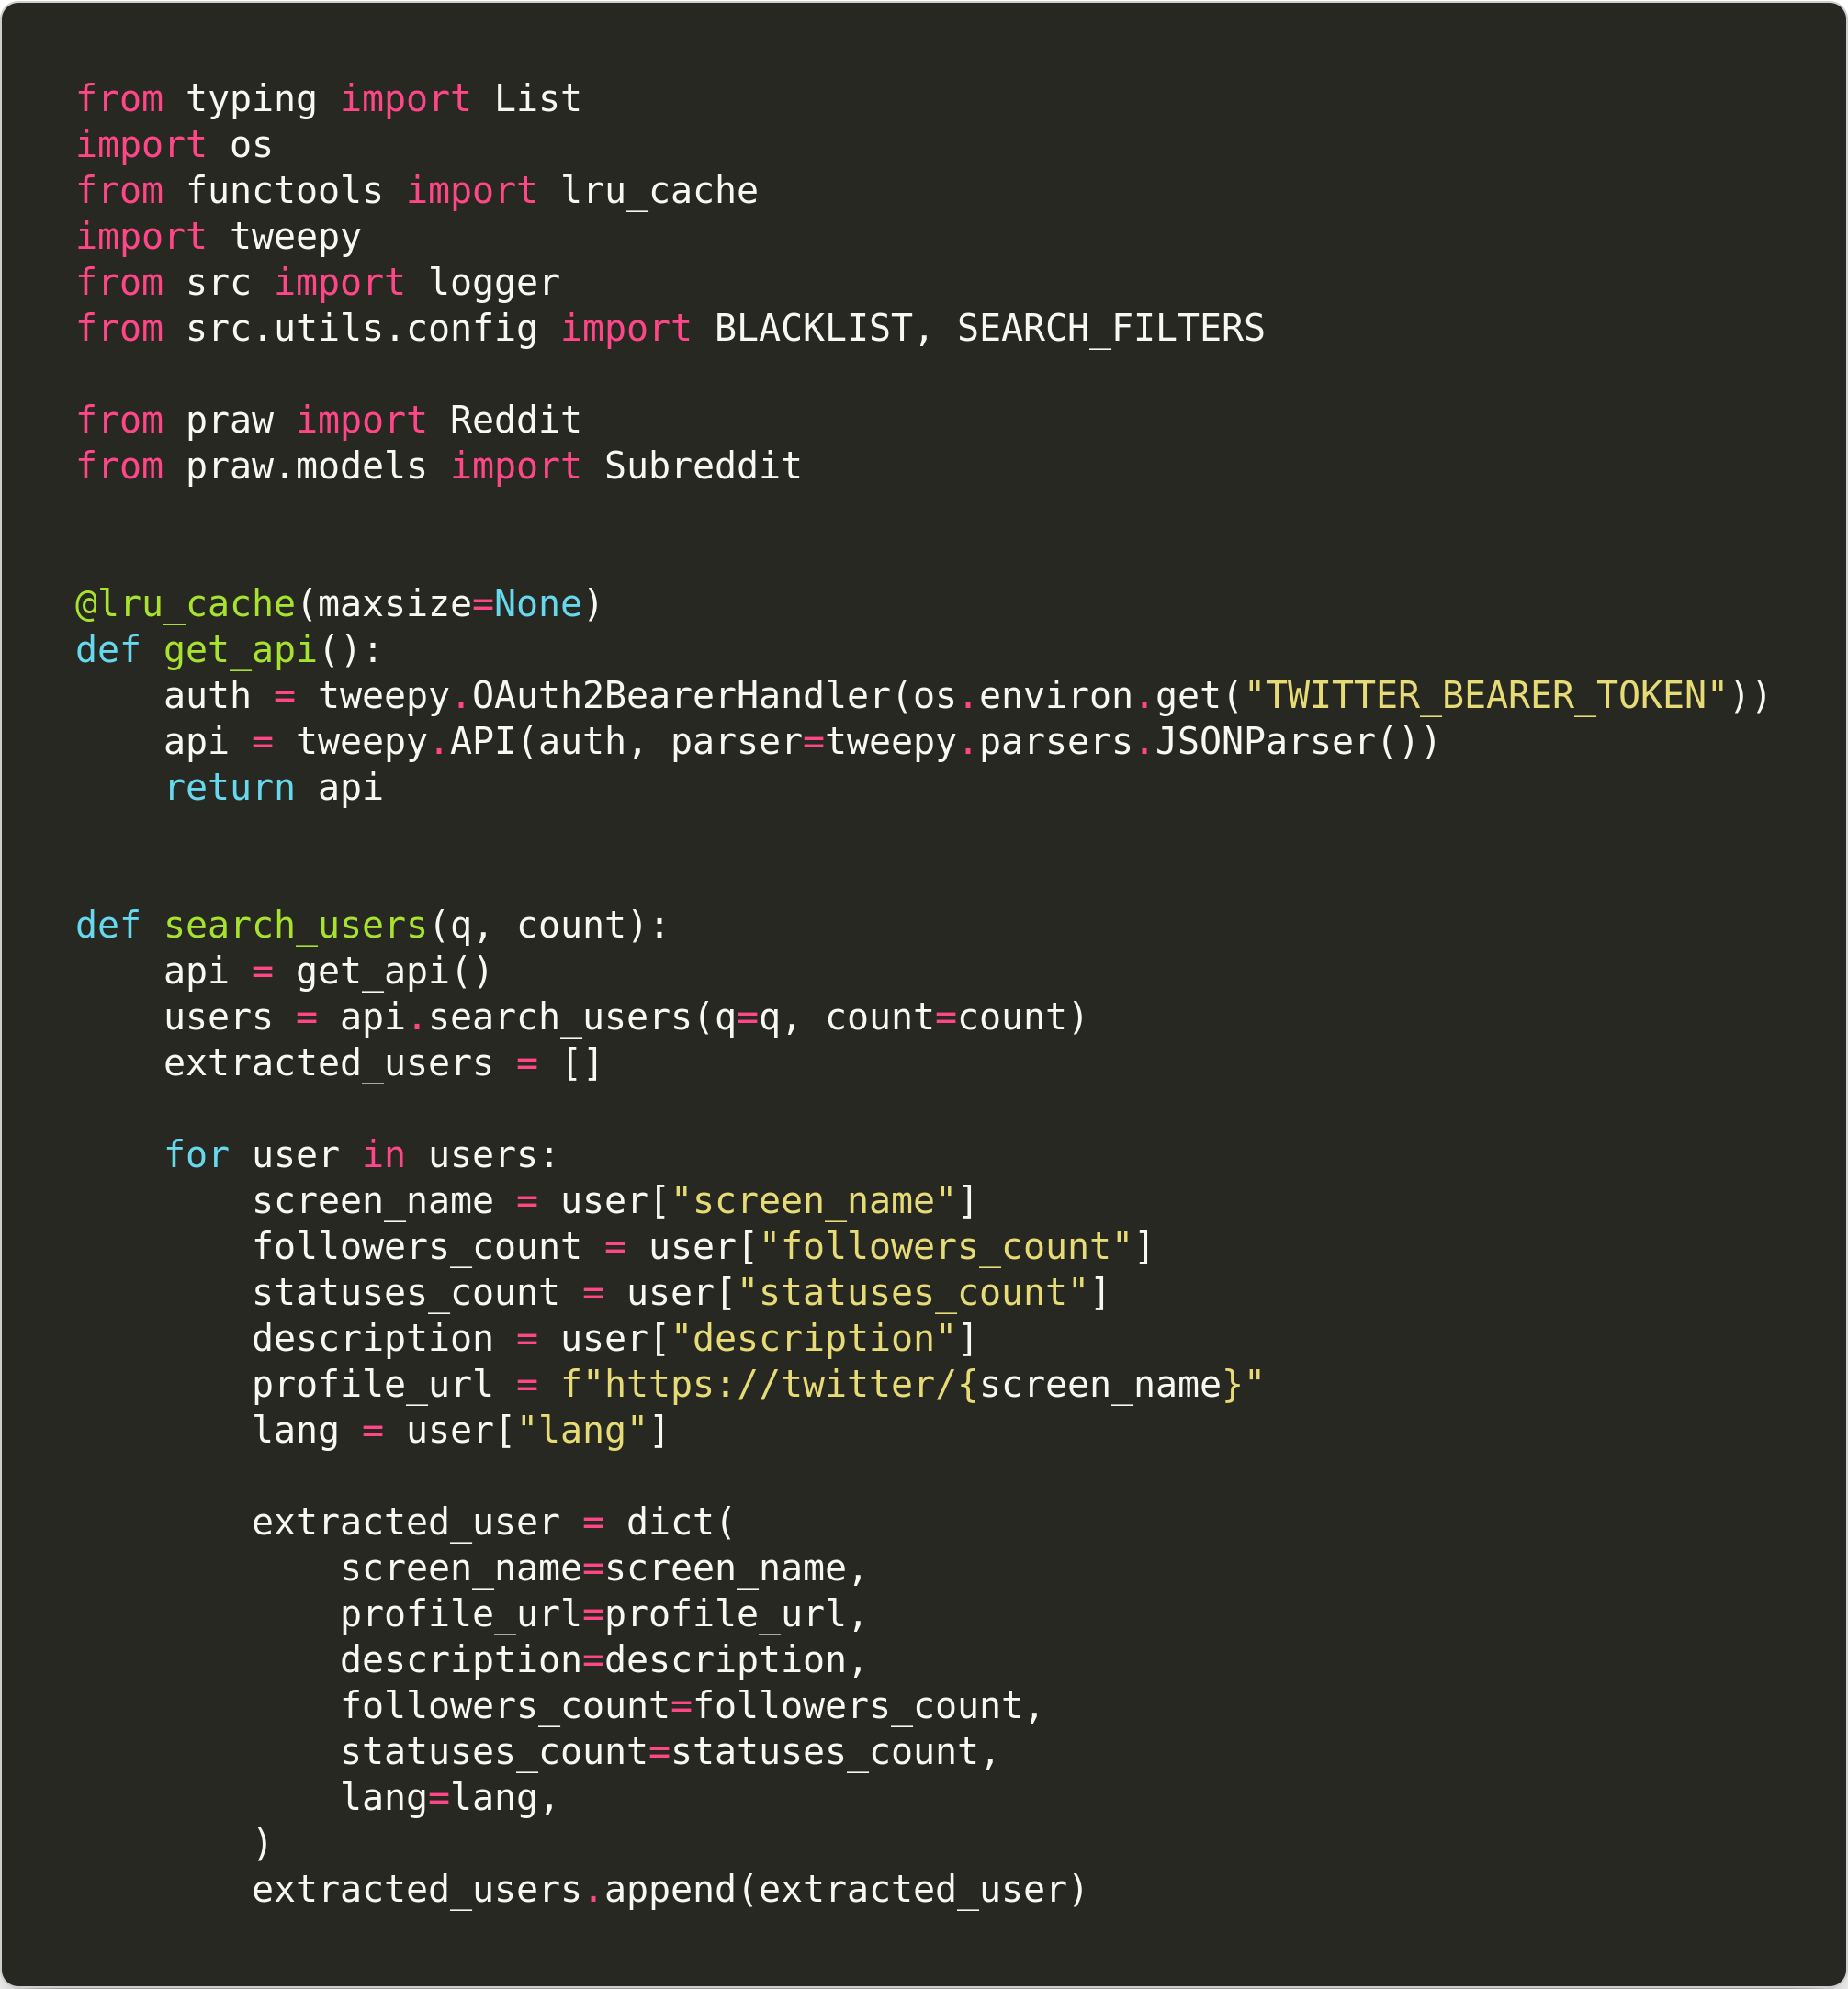 from typing import List
import os
from functools import lru_cache
import tweepy
from src import logger
from src.utils.config import BLACKLIST, SEARCH_FILTERS

from praw import Reddit
from praw.models import Subreddit


@lru_cache(maxsize=None)
def get_api():
    auth = tweepy.OAuth2BearerHandler(os.environ.get("TWITTER_BEARER_TOKEN"))
    api = tweepy.API(auth, parser=tweepy.parsers.JSONParser())
    return api


def search_users(q, count):
    api = get_api()
    users = api.search_users(q=q, count=count)
    extracted_users = []

    for user in users:
        screen_name = user["screen_name"]
        followers_count = user["followers_count"]
        statuses_count = user["statuses_count"]
        description = user["description"]
        profile_url = f"https://twitter/{screen_name}"
        lang = user["lang"]

        extracted_user = dict(
            screen_name=screen_name,
            profile_url=profile_url,
            description=description,
            followers_count=followers_count,
            statuses_count=statuses_count,
            lang=lang,
        )
        extracted_users.append(extracted_user)